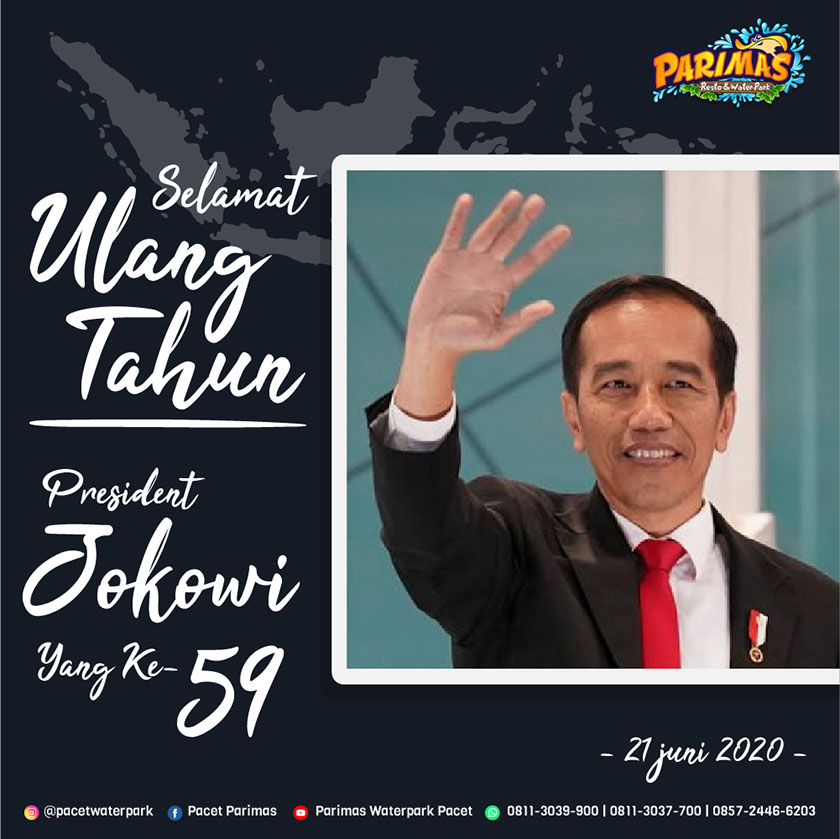 PARIMAS
Resto & Water Park
Selamat
Ulang
Tahun
President
Jokowi
Yang Ke-59
- 21 juni 2020 -
@pacetwaterpark Pacet Parimas Parimas Waterpark Pacet 0811-3039-900 | 0811-3037-700 | 0857-2446-6203